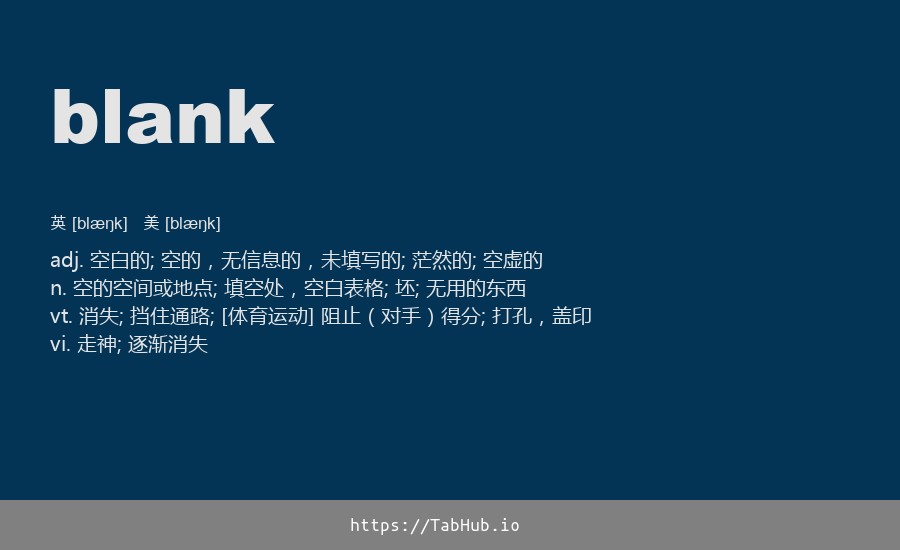 blank
英 [blæŋk]   美 [blæŋk]
adj. 空白的; 空的，无信息的，未填写的; 茫然的; 空虚的
n. 空的空间或地点; 填空处，空白表格; 坯; 无用的东西
vt. 消失; 挡住通路; [体育运动] 阻止（对手）得分; 打孔，盖印
vi. 走神; 逐渐消失
https://TabHub.io